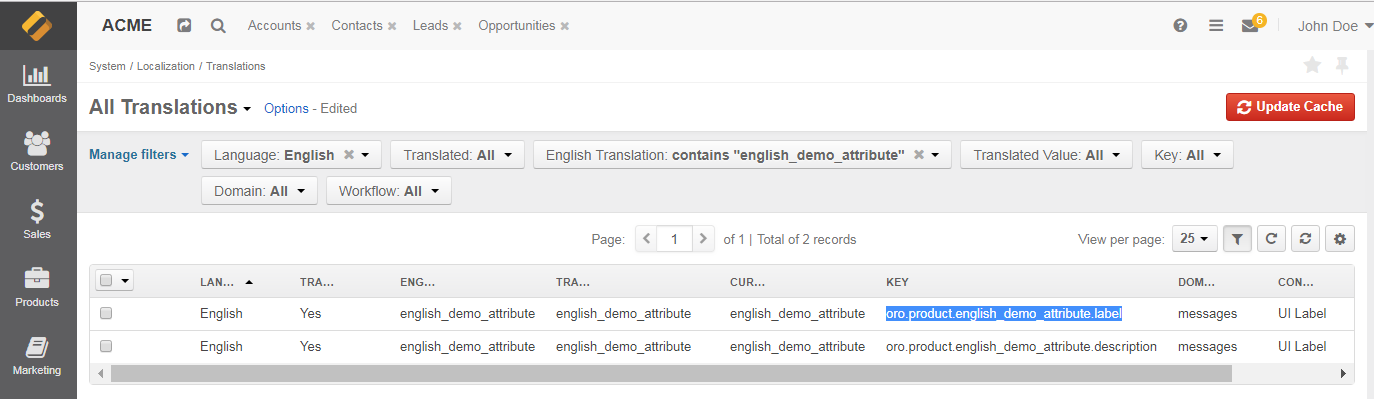 ACME Accounts Contacts Leads Opportunities 6 John Doe
System / Localization / Translations
Dashboards
All Translations Options - Edited Update Cache
Manage filters Language: English Translated: All English Translation: contains "english_demo_attribute" Translated Value: All Key: All
Customers
Domain: All Workflow: All
Sales
Page: 1 of 1 | Total of 2 records View per page: 25
LAN... TRA... ENG... TRA... CUR... KEY DOM... CON...
Products
English Yes english_demo_attribute english_demo_attribute english_demo_attribute oro.product.english_demo_attribute.label messages UI Label
English Yes english_demo_attribute english_demo_attribute english_demo_attribute oro.product.english_demo_attribute.description messages UI Label
Marketing